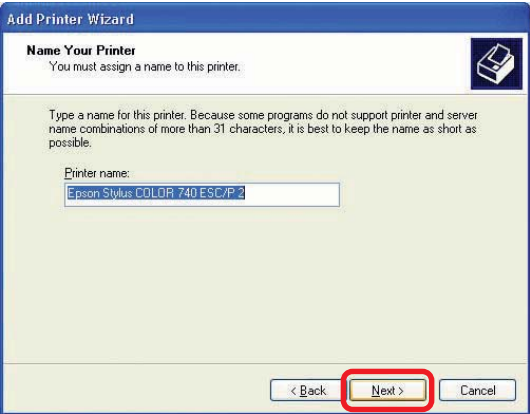 Add Printer Wizard
Name Your Printer
You must assign a name to this printer.
Type a name for this printer. Because some programs do not support printer and server
name combinations of more than 31 characters, it is best to keep the name as short as
possible.
Printer name:
Epson Stylus COLOR 740 ESC/P 2
< Back
Next >
Cancel